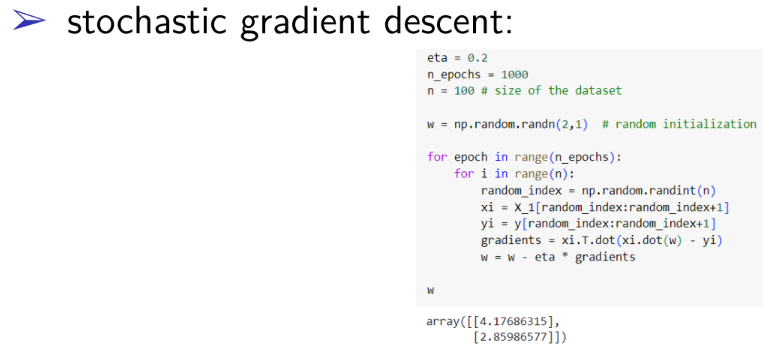 ➢ stochastic gradient descent:
eta = 0.2
n_epochs = 1000
n = 100 # size of the dataset
w = np.random.randn(2,1)  # random initialization
for epoch in range(n_epochs):
    for i in range(n):
        random_index = np.random.randint(n)
        xi = X_1[random_index:random_index+1]
        yi = y[random_index:random_index+1]
        gradients = xi.T.dot(xi.dot(w) - yi)
        w = w - eta * gradients
w
array([[4.17686315],
       [2.85986577]])